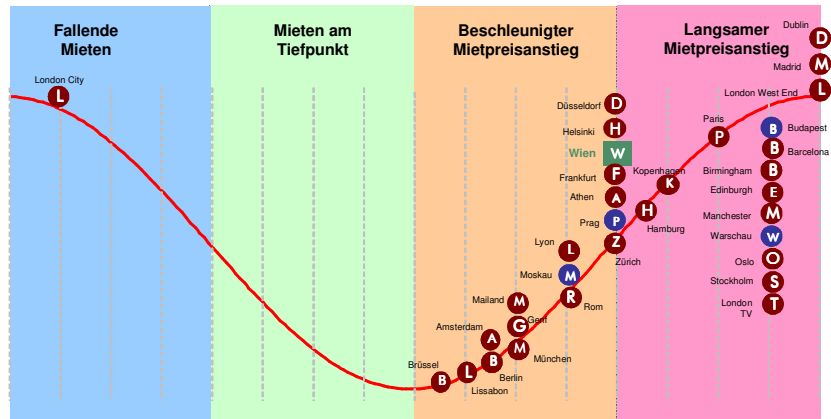 Fallende
Mieten
Mieten am
Tiefpunkt
Beschleunigter
Mietpreisanstieg
Langsamer
Mietpreisanstieg
London City
L
Dublin
D
Madrid
M
London West End
L
Düsseldorf
D
Helsinki
H
Wien
W
Frankfurt
F
Athen
A
Prag
P
Z
Zürich
Kopenhagen
K
H
Hamburg
Paris
P
B
Budapest
B
Barcelona
Birmingham
B
Edinburgh
E
Manchester
M
Warschau
W
Oslo
O
Stockholm
S
London
TV
T
Lyon
L
Moskau
M
R
Rom
Mailand
M
Genf
G
Amsterdam
A
M
München
Brüssel
B
L
Lissabon
B
Berlin